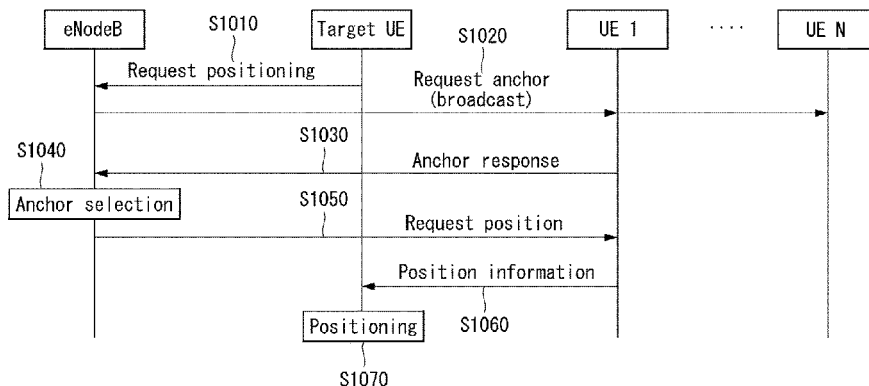 S1010
S1020
eNodeB
Target UE
UE 1
....
UE N
Request positioning
Request anchor
(broadcast)
S1030
S1040
Anchor response
Anchor selection
S1050
Request position
Position information
Positioning
S1060
S1070